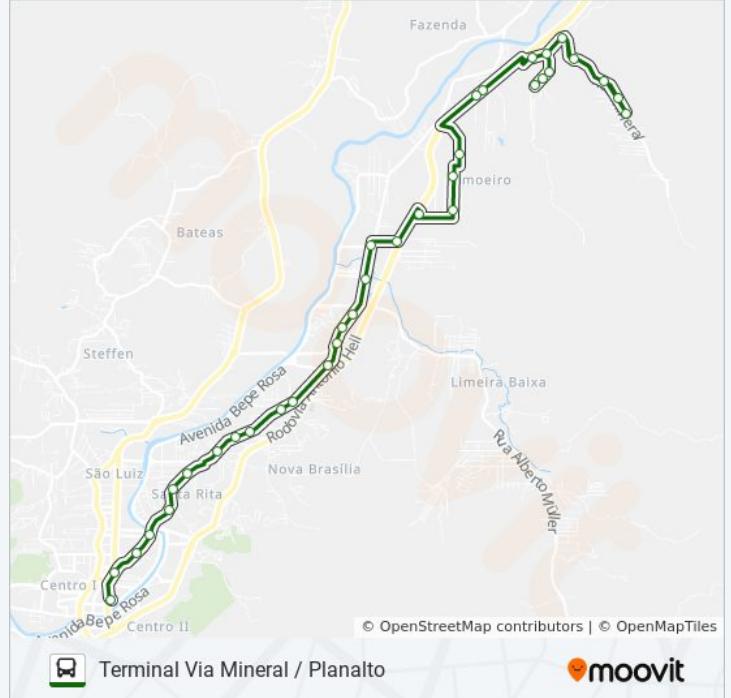 Fazenda
moeiro
Bateas
Steffen
Rodovia Antônio Heil
Avenida Bepe Rosa
Limeira Baixa
Rua Alberto Müller
Nova Brasília
São Luiz
Santa Rita
Centro I
Avenida Bepe Rosa
Centro II
© OpenStreetMap contributors | © OpenMapTiles
Terminal Via Mineral / Planalto
moovit